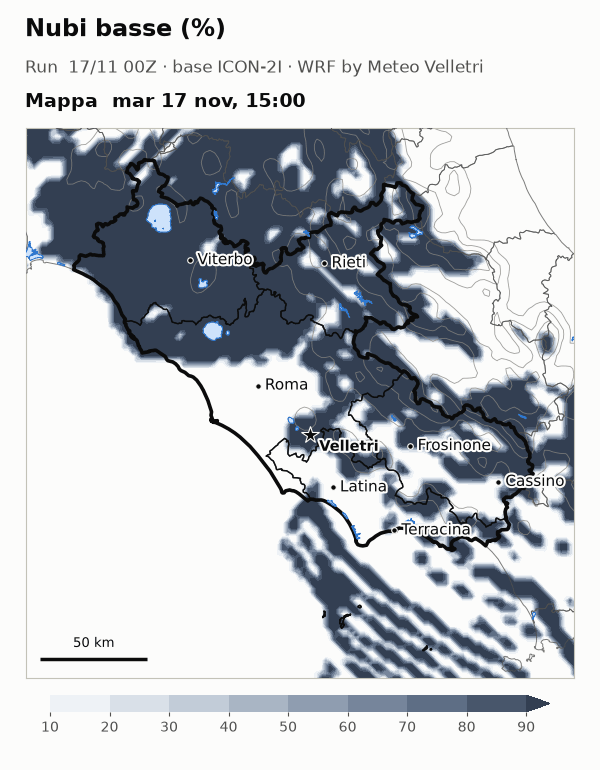 Nubi basse (%)
Run  17/11 00Z · base ICON-2I · WRF by Meteo Velletri
Mappa  mar 17 nov, 15:00
Viterbo
Rieti
Roma
Velletri
Frosinone
Cassino
Latina
Terracina
50 km
10 20 30 40 50 60 70 80 90